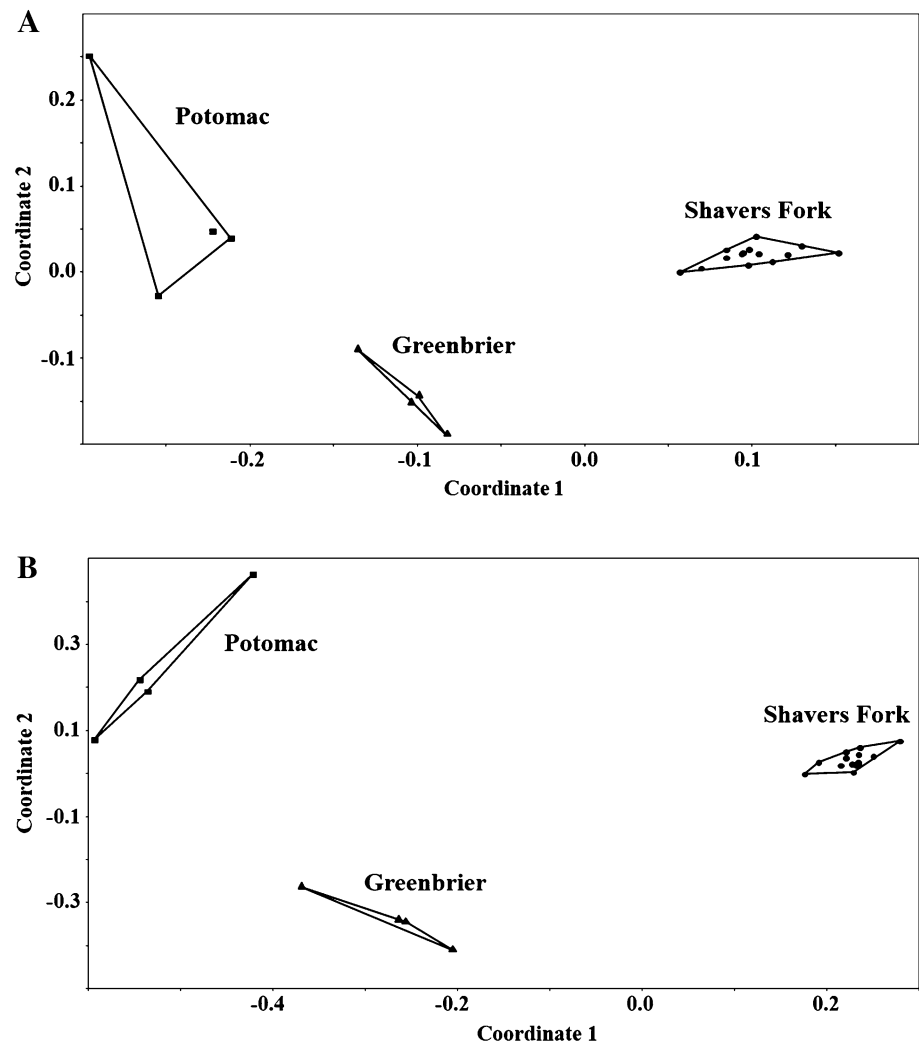 A
0.2
0.1
0.0
-0.1
Coordinate 2
Potomac
Shavers Fork
Greenbrier
-0.2
-0.1
0.0
0.1
Coordinate 1
B
0.3
0.1
-0.1
-0.3
Coordinate 2
Potomac
Shavers Fork
Greenbrier
-0.4
-0.2
0.0
0.2
Coordinate 1